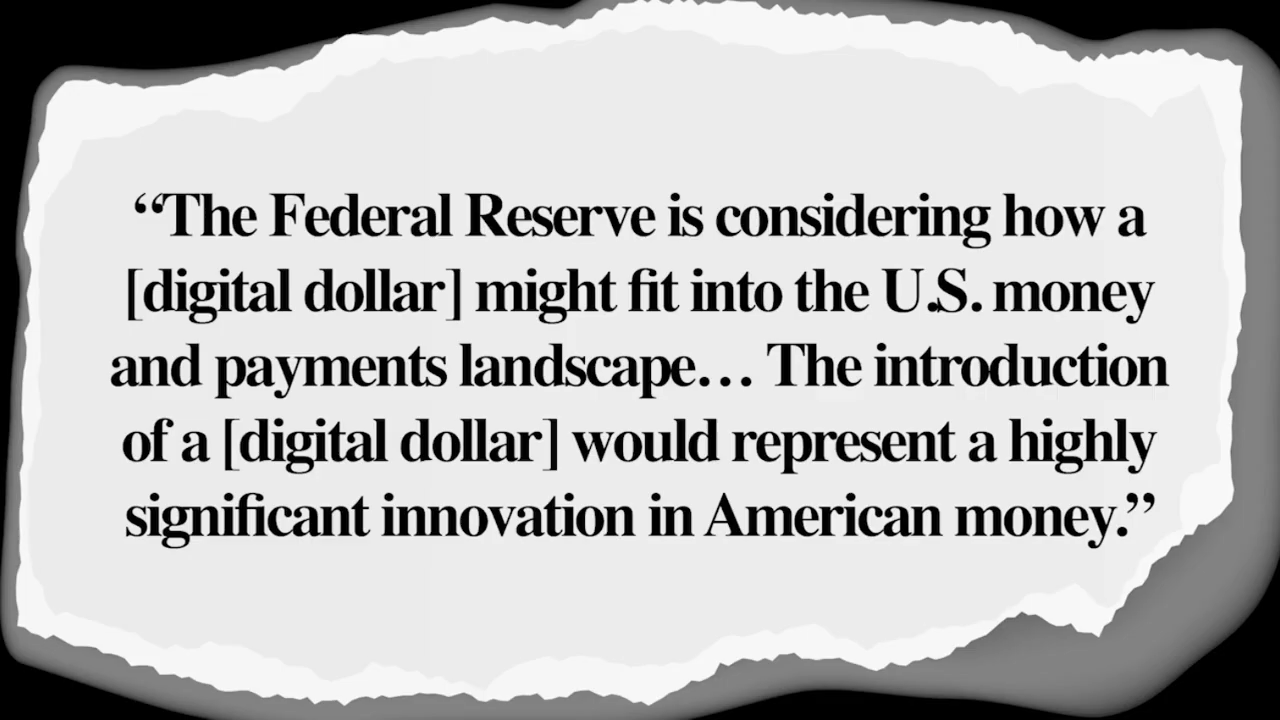 “The Federal Reserve is considering how a
[digital dollar] might fit into the U.S. money
and payments landscape… The introduction
of a [digital dollar] would represent a highly
significant innovation in American money.”